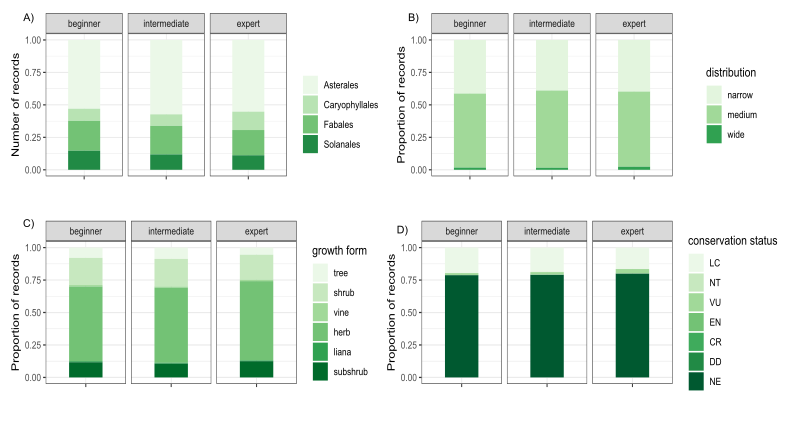 A)
beginner intermediate expert
Number of records
1.00
0.75
0.50
0.25
0.00
Asterales
Caryophyllales
Fabales
Solanales
B)
beginner intermediate expert
Proportion of records
1.00
0.75
0.50
0.25
0.00
distribution
narrow
medium
wide
C)
beginner intermediate expert
Proportion of records
1.00
0.75
0.50
0.25
0.00
growth form
tree
shrub
vine
herb
liana
subshrub
D)
beginner intermediate expert
Proportion of records
1.00
0.75
0.50
0.25
0.00
conservation status
LC
NT
VU
EN
CR
DD
NE